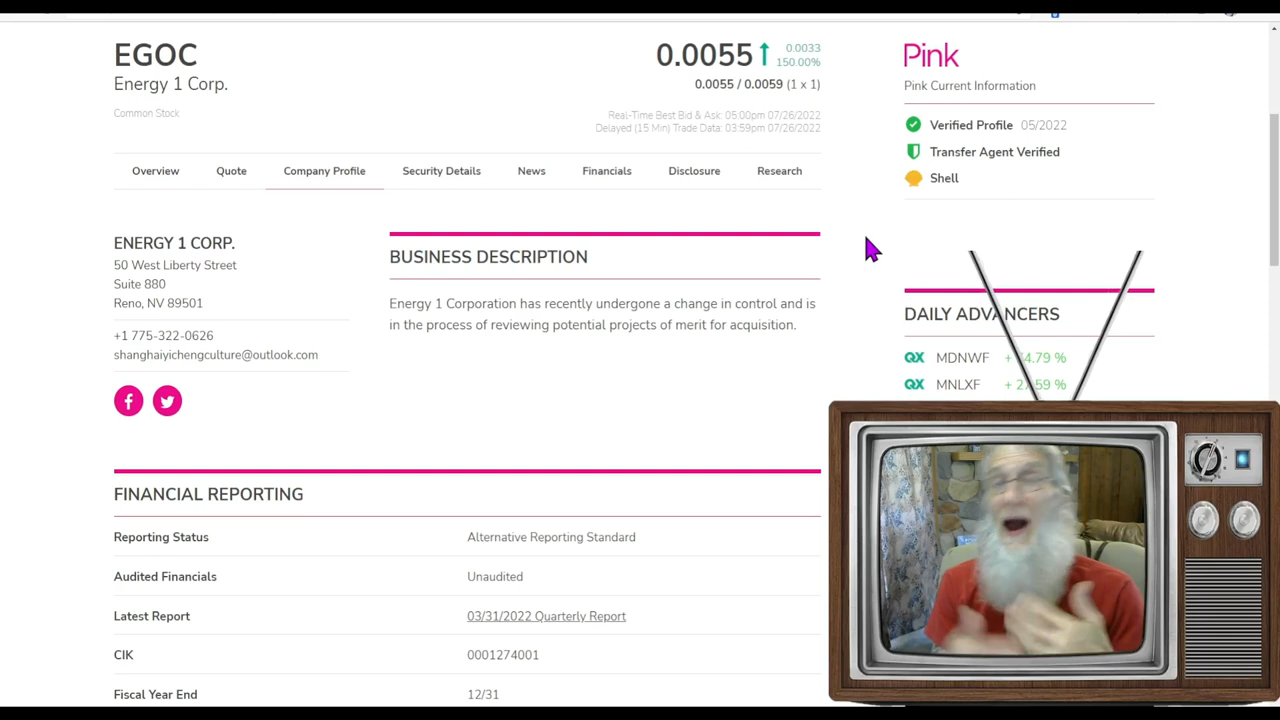 EGOC
Energy 1 Corp.
Common Stock
0.0055
0.0033
150.00%
0.0055 / 0.0059 (1 x 1)
Real-Time Best Bid & Ask: 05:00pm 07/26/2022
Delayed (15 Min) Trade Data: 03:59pm 07/26/2022
Pink
Pink Current Information
Verified Profile 05/2022
Transfer Agent Verified
Shell
Overview Quote Company Profile Security Details News Financials Disclosure Research
ENERGY 1 CORP.
50 West Liberty Street
Suite 880
Reno, NV 89501
+1 775-322-0626
shanghaiyichengculture@outlook.com
BUSINESS DESCRIPTION
Energy 1 Corporation has recently undergone a change in control and is
in the process of reviewing potential projects of merit for acquisition.
DAILY ADVANCERS
QX MDNWF
QX MNLXF
FINANCIAL REPORTING
Reporting Status Alternative Reporting Standard
Audited Financials Unaudited
Latest Report 03/31/2022 Quarterly Report
CIK 0001274001
Fiscal Year End 12/31